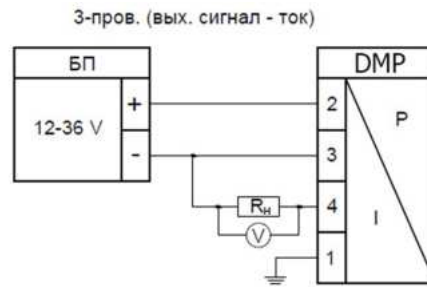 3-пров. (вых. сигнал - ток)
БП
DMP
12-36 V
+
-
2
3
4
1
P
I
Rн
V